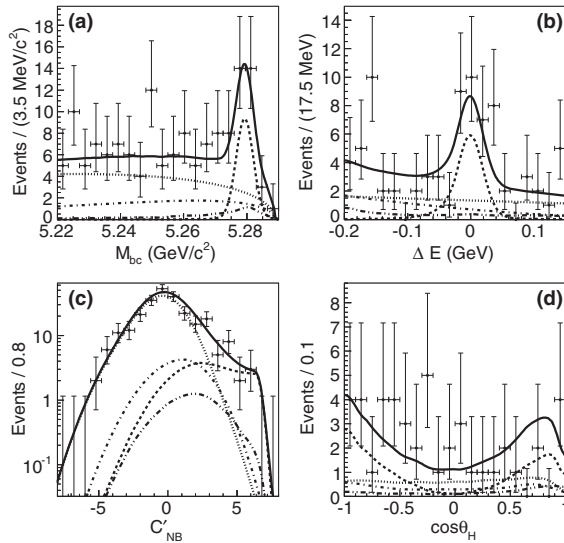 (a)
Events / (3.5 MeV/c²)
18
16
14
12
10
8
6
4
2
0
5.22 5.24 5.26 5.28
M_bc (GeV/c²)
(b)
Events / (17.5 MeV)
14
12
10
8
6
4
2
0
-0.2 -0.1 0 0.1
Δ E (GeV)
(c)
Events / 0.8
10
1
10⁻¹
-5 0 5
C′_NB
(d)
Events / 0.1
8
7
6
5
4
3
2
1
0
-1 -0.5 0 0.5 1
cosθ_H